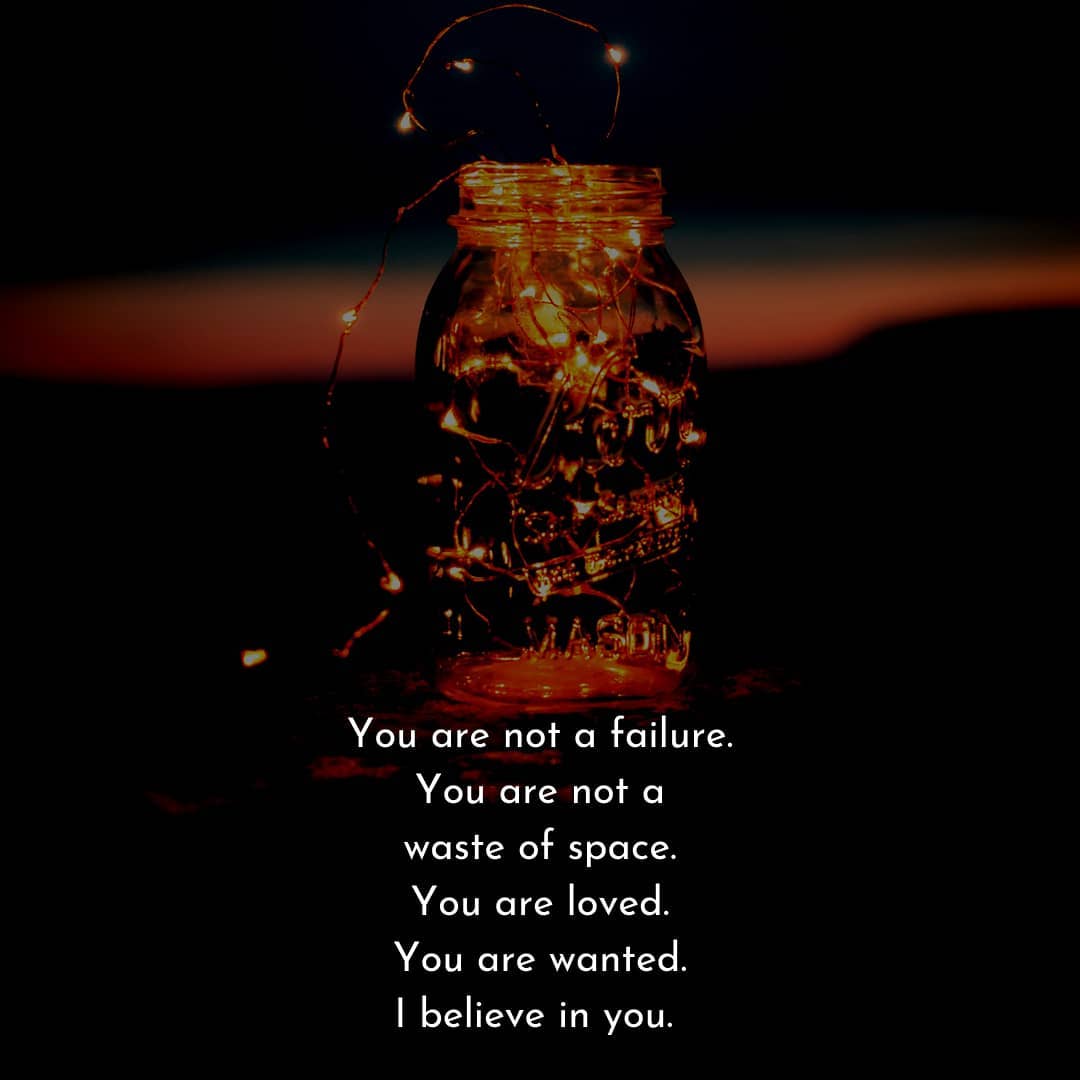 MASON
You are not a failure.
You are not a
waste of space.
You are loved.
You are wanted.
I believe in you.